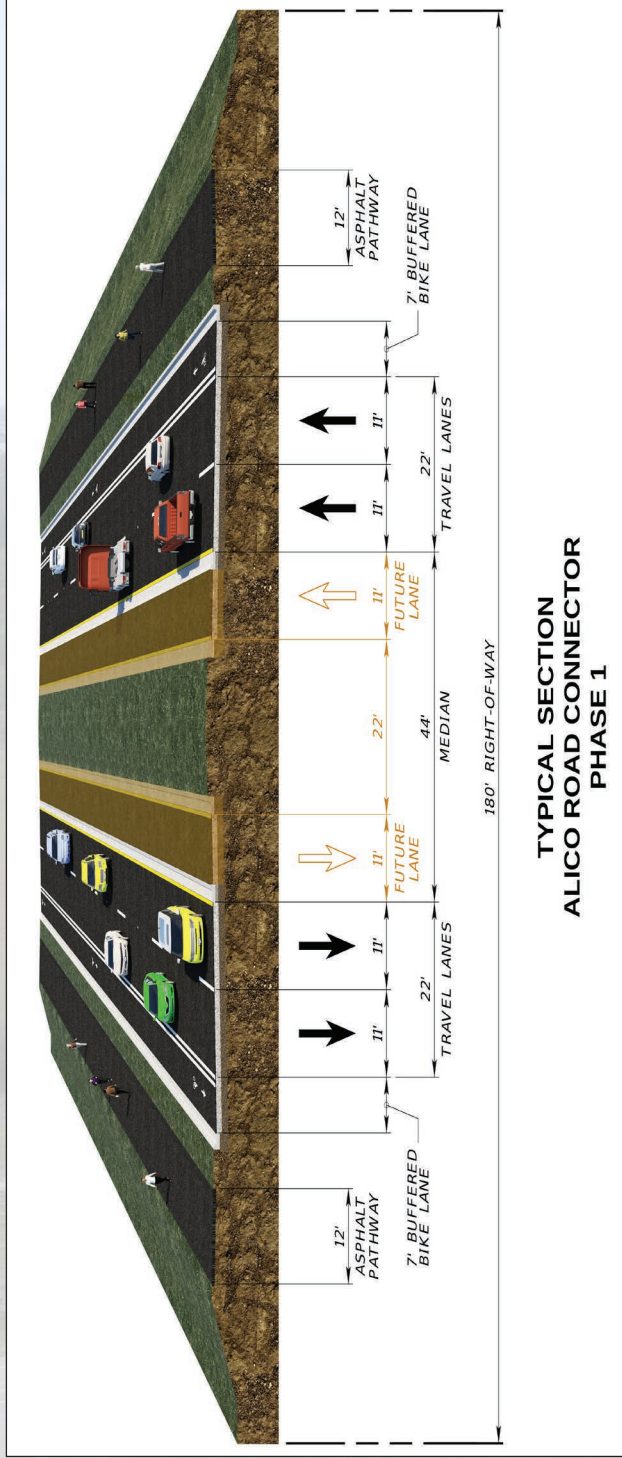 12'
ASPHALT
PATHWAY
12'
ASPHALT
PATHWAY
11'
11'
11'
FUTURE
LANE
22'
11'
FUTURE
LANE
11'
11'
7' BUFFERED
BIKE LANE
22'
TRAVEL LANES
44'
MEDIAN
22'
TRAVEL LANES
7' BUFFERED
BIKE LANE
180' RIGHT-OF-WAY
TYPICAL SECTION
ALICO ROAD CONNECTOR
PHASE 1